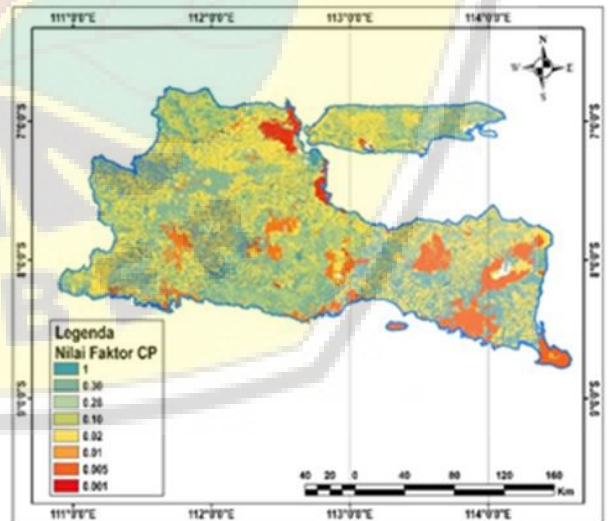 111°0'0"E 112°0'0"E 113°0'0"E 114°0'0"E
N
W E
S
7°0'0"S 7°0'0"S
8°0'0"S 8°0'0"S
9°0'0"S 9°0'0"S
Legenda
Nilai Faktor CP
1
0.30
0.28
0.10
0.02
0.01
0.005
0.001
40 20 0 40 80 120 160
Km
111°0'0"E 112°0'0"E 113°0'0"E 114°0'0"E